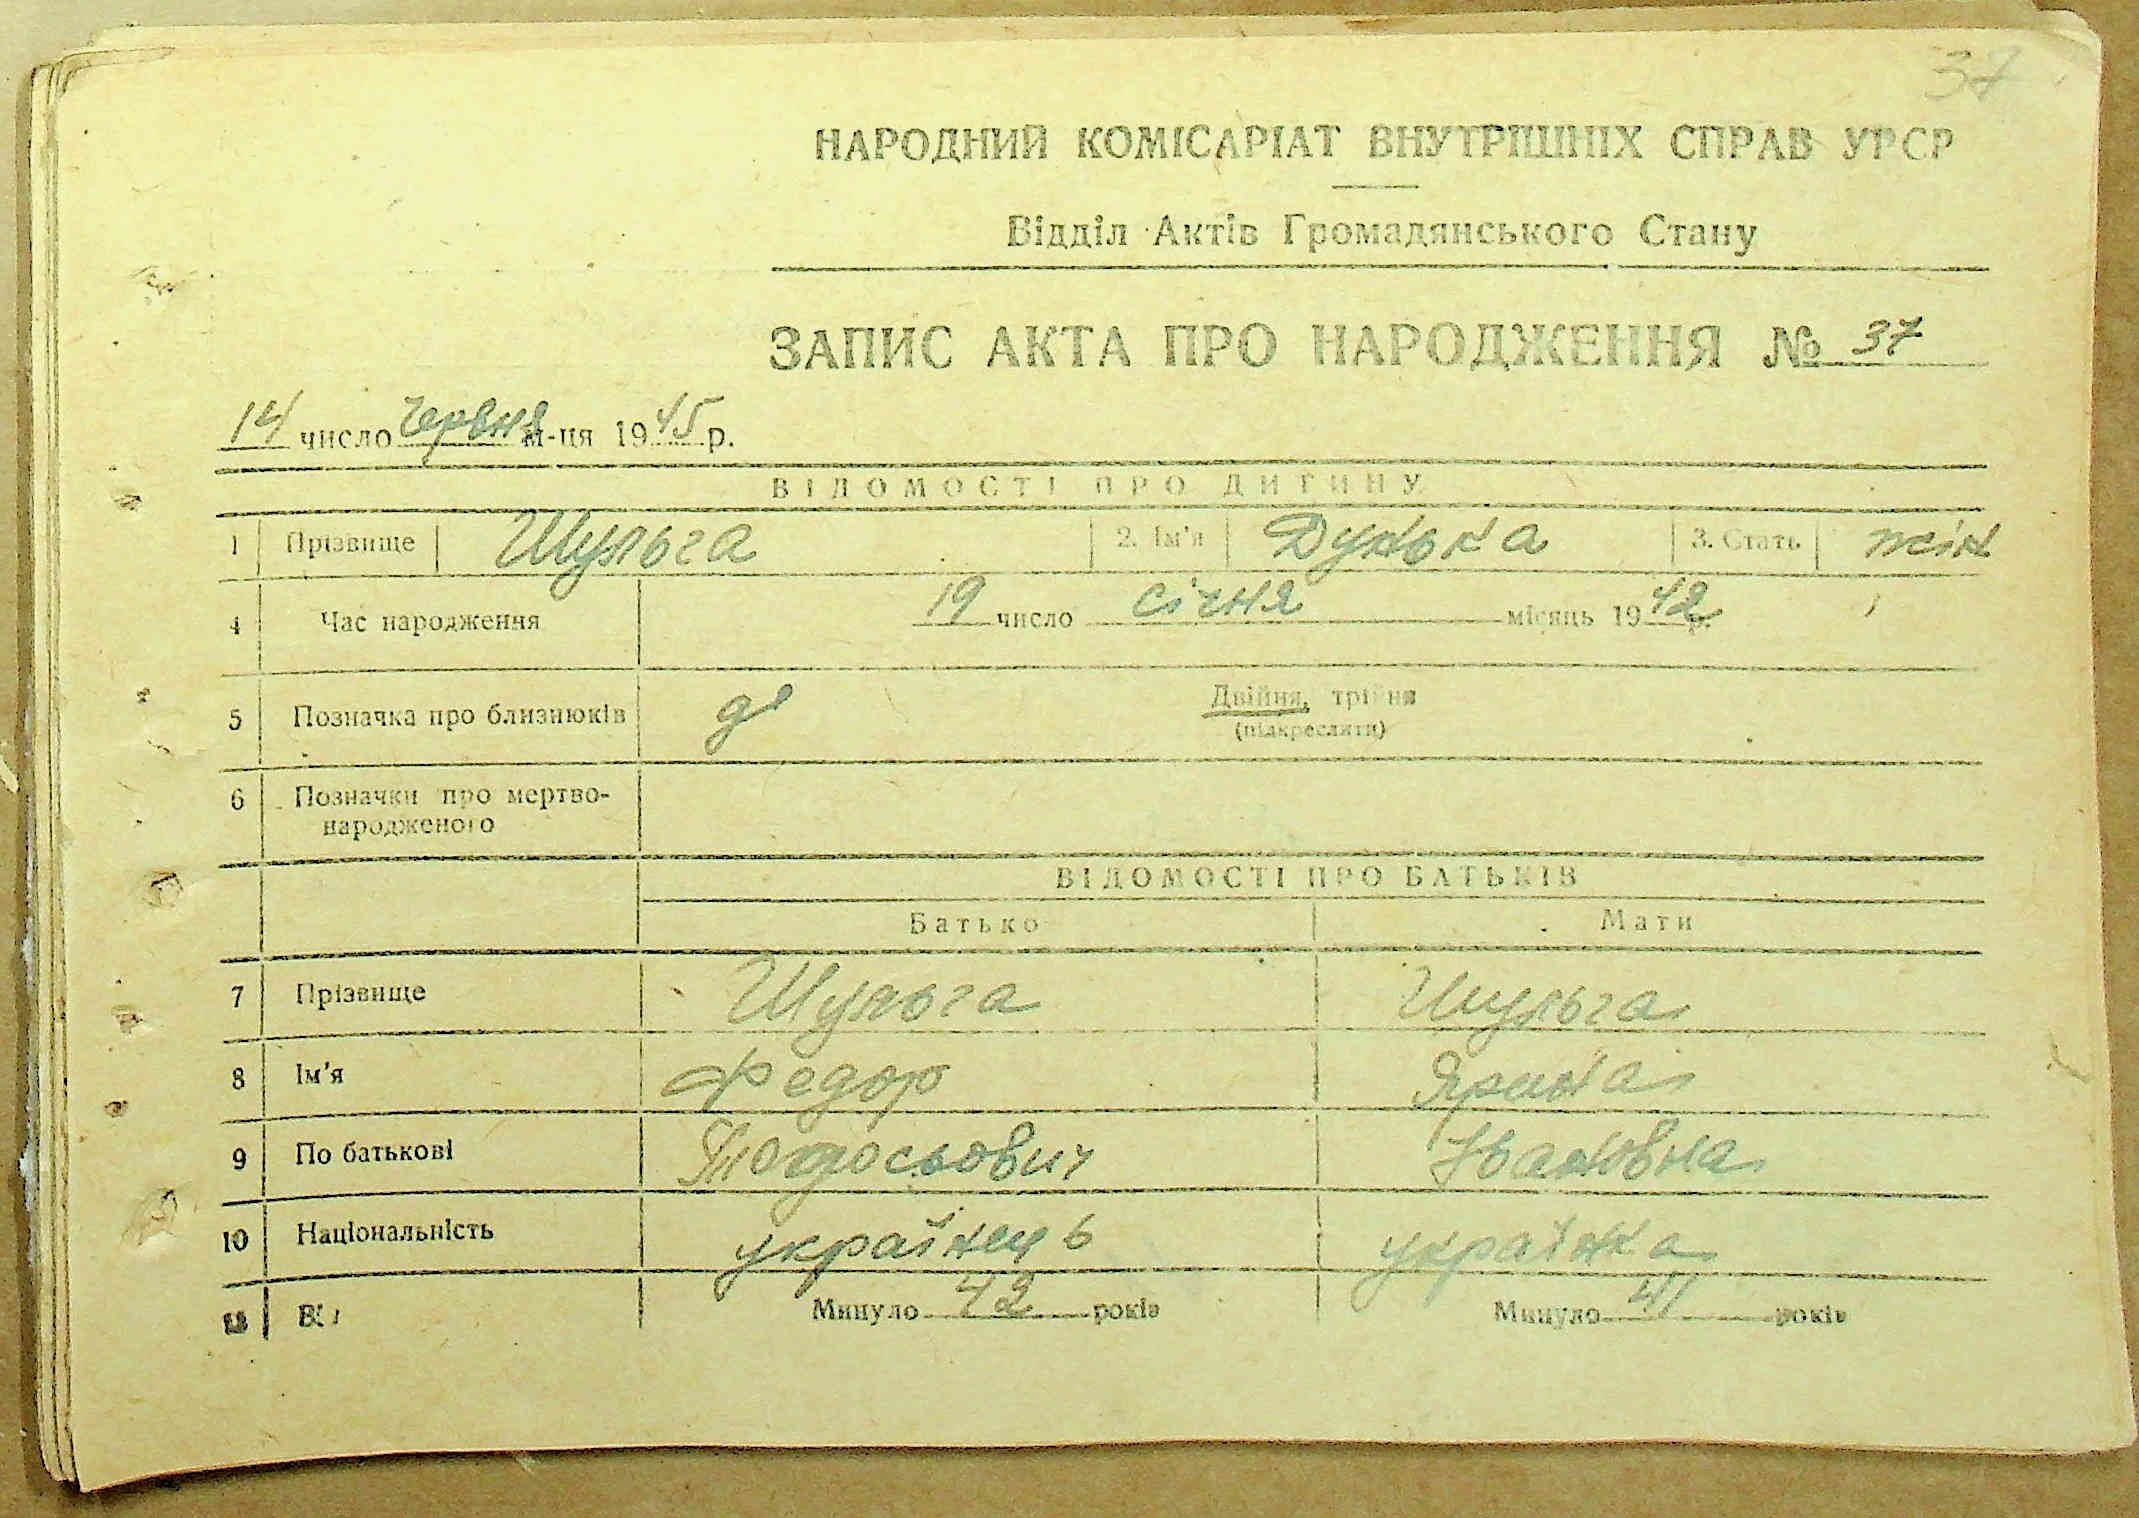 37
НАРОДНИЙ КОМІСАРІАТ ВНУТРІШНІХ СПРАВ УРСР
Відділ Актів Громадянського Стану
ЗАПИС АКТА ПРО НАРОДЖЕННЯ № 37
14 число червня м-ця 1945 р.
ВІДОМОСТІ ПРО ДИТИНУ
1 Прізвище Шульга 2. Ім'я Дунька 3. Стать жін
4 Час народження 19 число січня місяць 1942 р.
5 Позначка про близнюків Двійня, трійня
(підкреслити)
6 Позначки про мертво-
народженого
ВІДОМОСТІ ПРО БАТЬКІВ
Батько Мати
7 Прізвище Шульга Шульга
8 Ім'я Федор Ярина
9 По батькові Тодосьович Івановна
10 Національність українець українка
Минуло 42 років Минуло 41 років